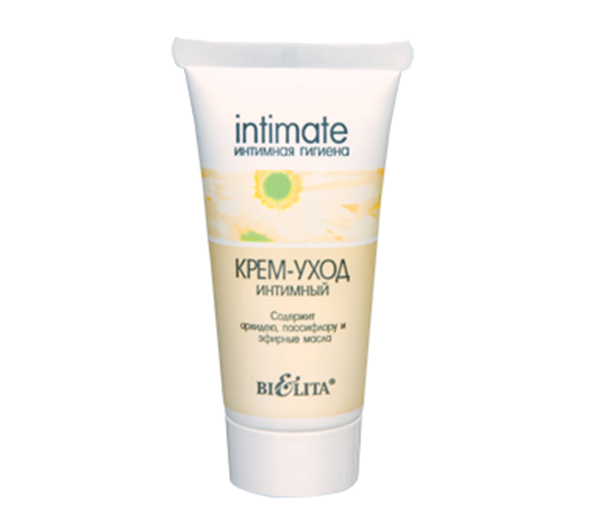 intimate
ИНТИМНАЯ ГИГИЕНА
КРЕМ-УХОД
ИНТИМНЫЙ
Содержит
орхидею, пассифлору и
эфирные масла
BIELITA®